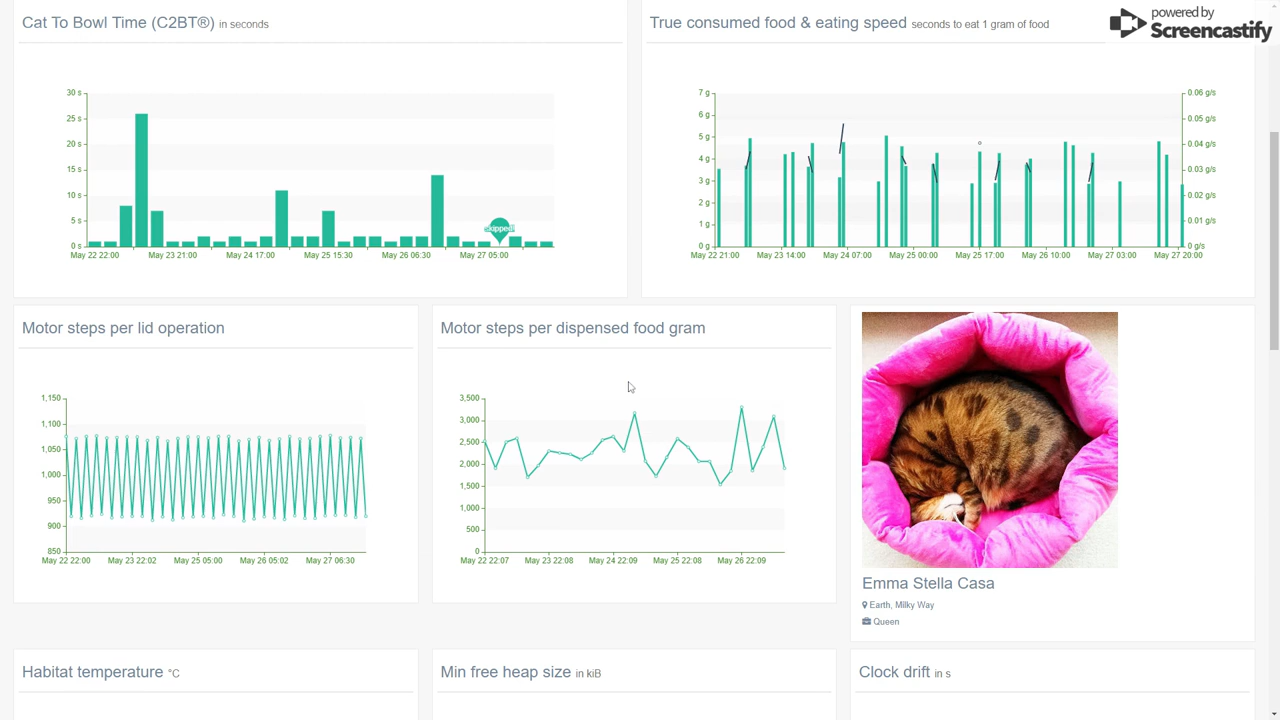 Cat To Bowl Time (C2BT®) in seconds
True consumed food & eating speed seconds to eat 1 gram of food
powered by
Screencastify
30 s
25 s
20 s
15 s
10 s
5 s
0 s
skipped!
May 22 22:00 May 23 21:00 May 24 17:00 May 25 15:30 May 26 06:30 May 27 05:00
7 g
6 g
5 g
4 g
3 g
2 g
1 g
0 g
0.06 g/s
0.05 g/s
0.04 g/s
0.03 g/s
0.02 g/s
0.01 g/s
0 g/s
May 22 21:00 May 23 14:00 May 24 07:00 May 25 00:00 May 25 17:00 May 26 10:00 May 27 03:00 May 27 20:00
Motor steps per lid operation
1,150
1,100
1,050
1,000
950
900
850
May 22 22:00 May 23 22:02 May 25 05:00 May 26 05:02 May 27 06:30
Motor steps per dispensed food gram
3,500
3,000
2,500
2,000
1,500
1,000
500
0
May 22 22:07 May 23 22:08 May 24 22:09 May 25 22:08 May 26 22:09
Emma Stella Casa
Earth, Milky Way
Queen
Habitat temperature °C
Min free heap size in kiB
Clock drift in s